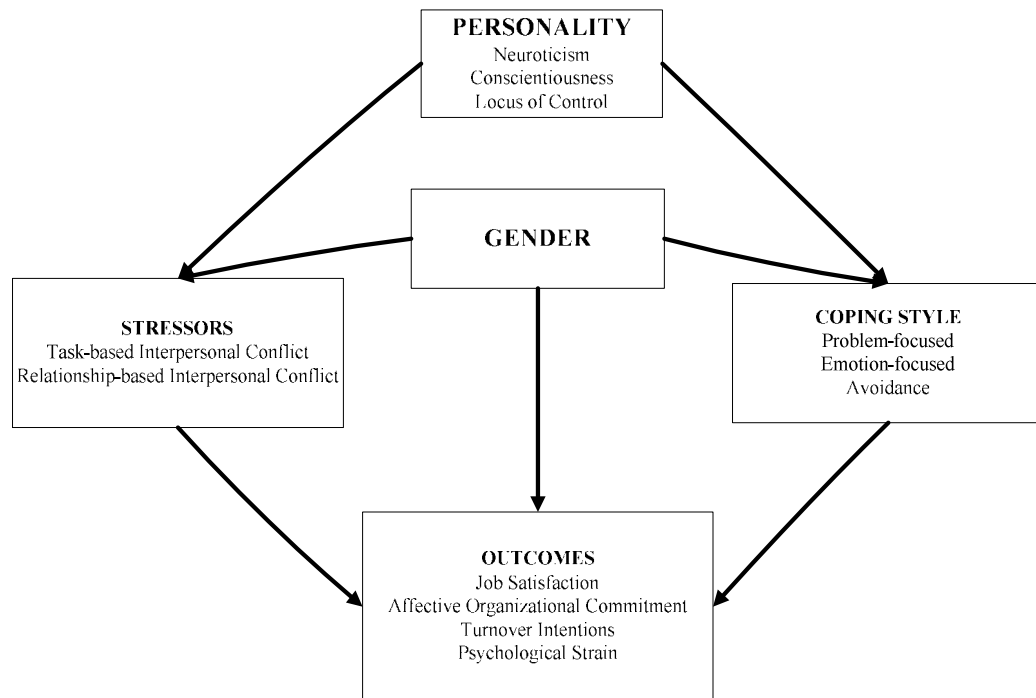 PERSONALITY
Neuroticism
Conscientiousness
Locus of Control
GENDER
STRESSORS
Task-based Interpersonal Conflict
Relationship-based Interpersonal Conflict
COPING STYLE
Problem-focused
Emotion-focused
Avoidance
OUTCOMES
Job Satisfaction
Affective Organizational Commitment
Turnover Intentions
Psychological Strain